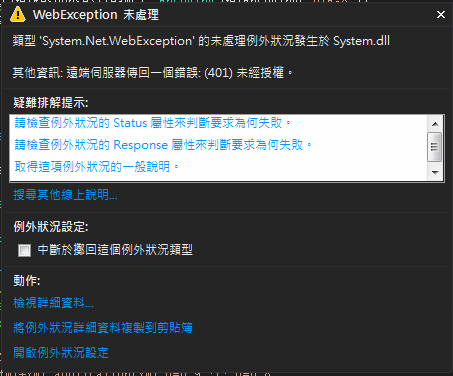 WebException 未處理
類型 'System.Net.WebException' 的未處理例外狀況發生於 System.dll
其他資訊: 遠端伺服器傳回一個錯誤: (401) 未經授權。
疑難排解提示:
請檢查例外狀況的 Status 屬性來判斷要求為何失敗。
請檢查例外狀況的 Response 屬性來判斷要求為何失敗。
取得這項例外狀況的一般說明。
搜尋其他線上說明...
例外狀況設定:
中斷於擲回這個例外狀況類型
動作:
檢視詳細資料...
將例外狀況詳細資料複製到剪貼簿
開啟例外狀況設定